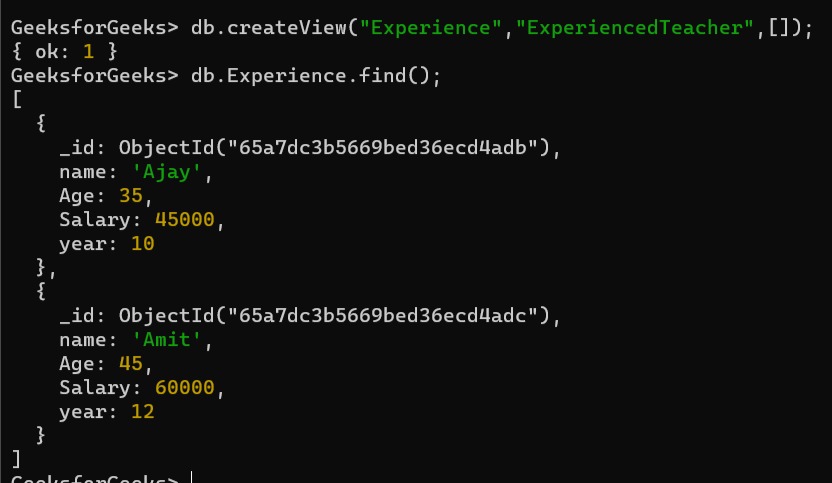 GeeksforGeeks> db.createView("Experience","ExperiencedTeacher",[]);
{ ok: 1 }
GeeksforGeeks> db.Experience.find();
[
  {
    _id: ObjectId("65a7dc3b5669bed36ecd4adb"),
    name: 'Ajay',
    Age: 35,
    Salary: 45000,
    year: 10
  },
  {
    _id: ObjectId("65a7dc3b5669bed36ecd4adc"),
    name: 'Amit',
    Age: 45,
    Salary: 60000,
    year: 12
  }
]
GeeksforGeeks>